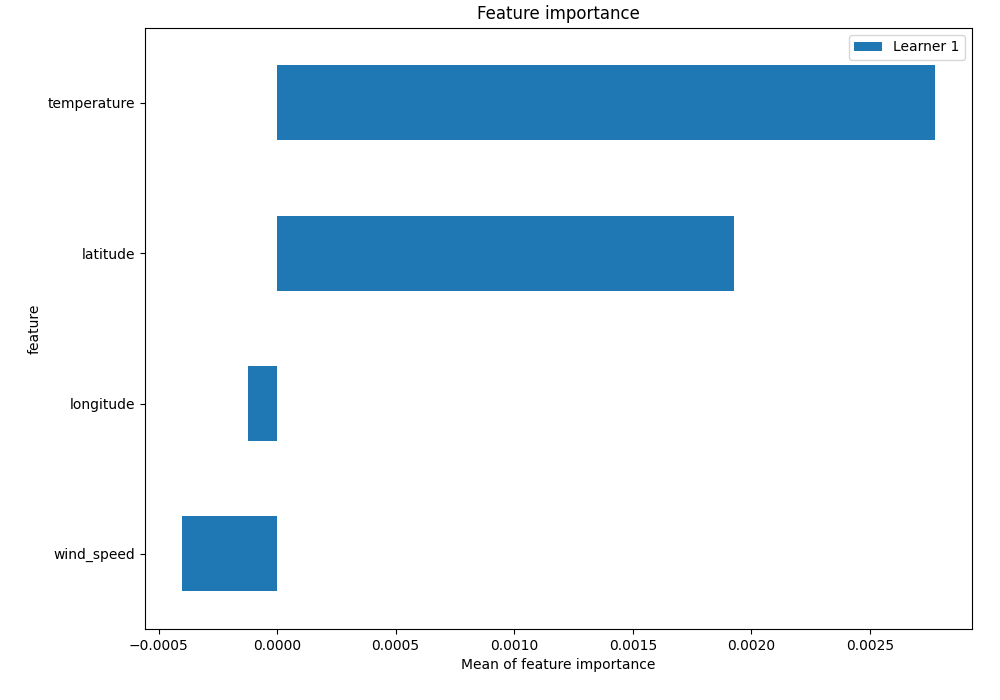 Feature importance
Learner 1
temperature
latitude
longitude
wind_speed
feature
−0.0005 0.0000 0.0005 0.0010 0.0015 0.0020 0.0025
Mean of feature importance